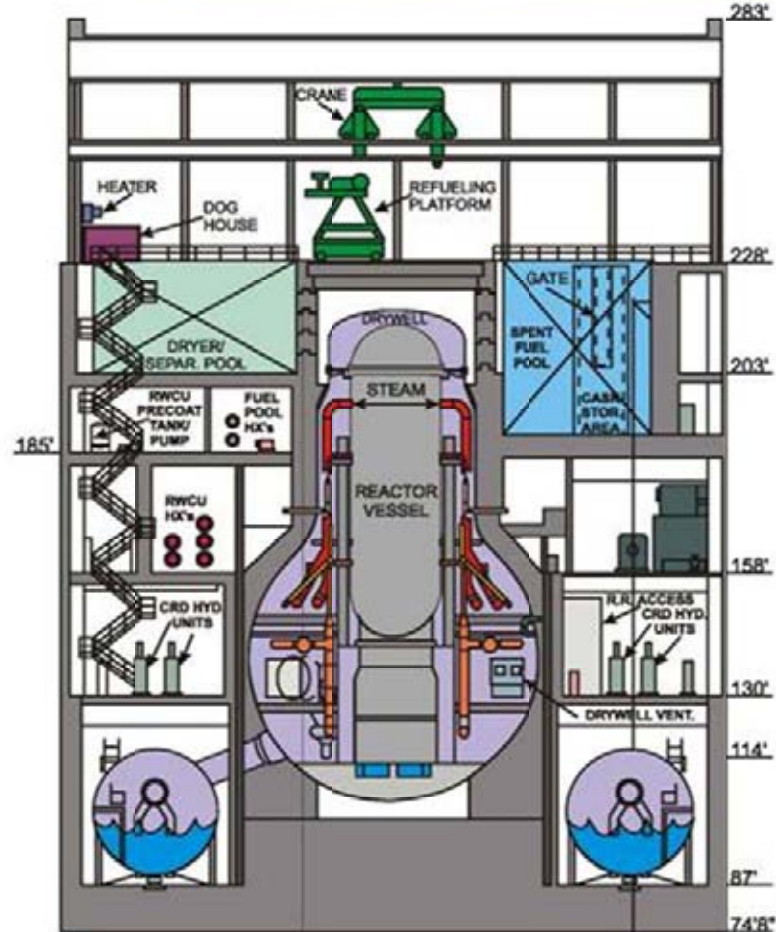 283'
CRANE
HEATER
DOG
HOUSE
REFUELING
PLATFORM
228'
GATE
DRYWELL
SPENT
FUEL
POOL
DRYER/
SEPAR. POOL
203'
STEAM
RWCU
PRECOAT
TANK/
PUMP
FUEL
POOL
HX's
CASK
STOR
AREA
185'
REACTOR
VESSEL
RWCU
HX's
158'
CRD HYD.
UNITS
R.R. ACCESS
CRD HYD.
UNITS
130'
DRYWELL VENT.
114'
87'
74'8"